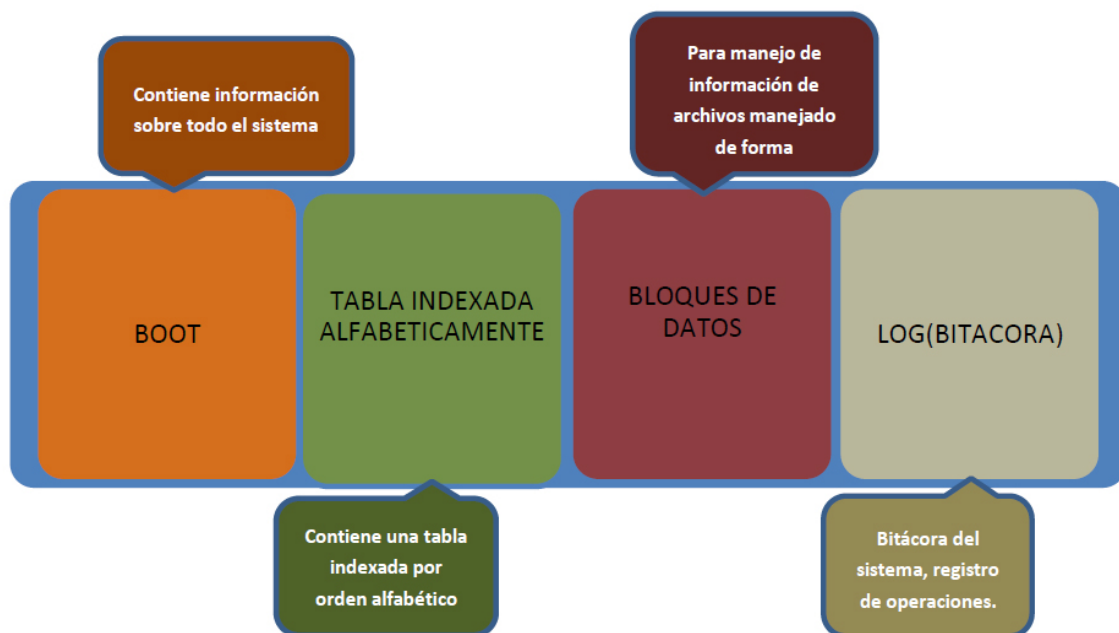 Contiene información
sobre todo el sistema
Para manejo de
información de
archivos manejado
de forma
BOOT
TABLA INDEXADA
ALFABETICAMENTE
BLOQUES DE
DATOS
LOG(BITACORA)
Contiene una tabla
indexada por
orden alfabético
Bitácora del
sistema, registro
de operaciones.